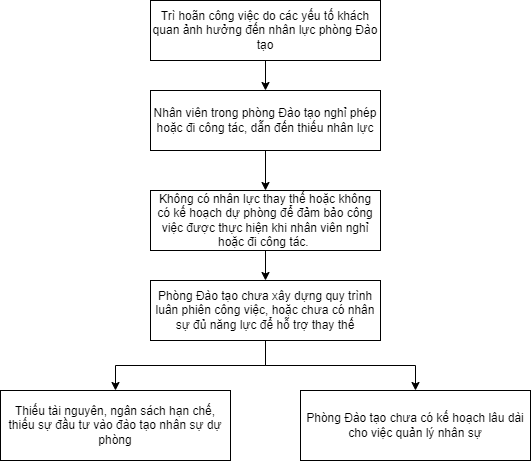 Trì hoãn công việc do các yếu tố khách
quan ảnh hưởng đến nhân lực phòng Đào
tạo
Nhân viên trong phòng Đào tạo nghỉ phép
hoặc đi công tác, dẫn đến thiếu nhân lực
Không có nhân lực thay thế hoặc không
có kế hoạch dự phòng để đảm bảo công
việc được thực hiện khi nhân viên nghỉ
hoặc đi công tác.
Phòng Đào tạo chưa xây dựng quy trình
luân phiên công việc, hoặc chưa có nhân
sự đủ năng lực để hỗ trợ thay thế
Thiếu tài nguyên, ngân sách hạn chế,
thiếu sự đầu tư vào đào tạo nhân sự dự
phòng
Phòng Đào tạo chưa có kế hoạch lâu dài
cho việc quản lý nhân sự